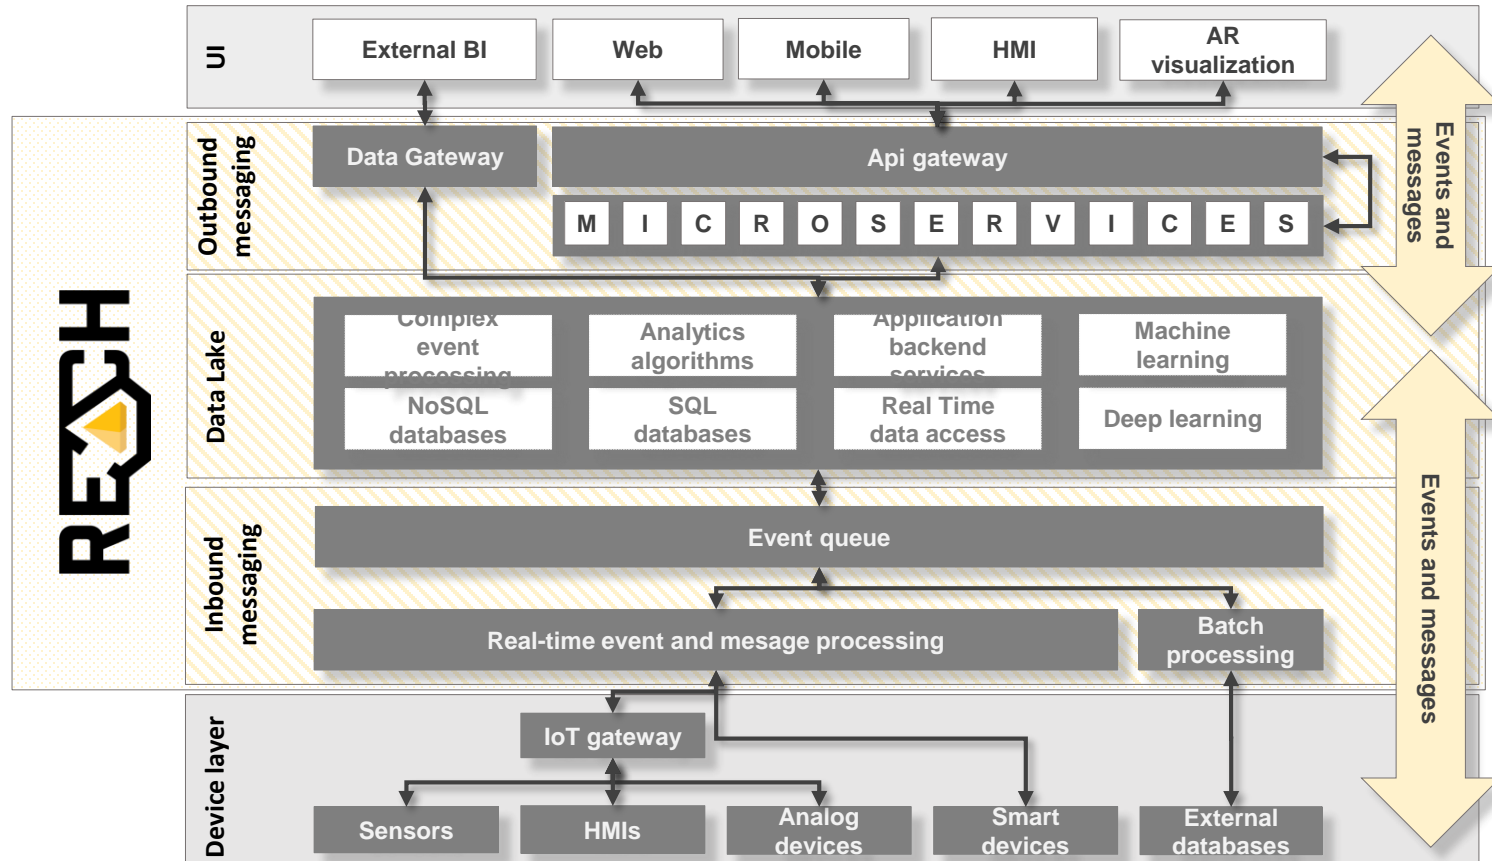 UI
External BI
Web
Mobile
HMI
AR
visualization
Outbound
messaging
Data Gateway
Api gateway
M I C R O S E R V I C E S
Events and
messages
REACH
Data Lake
Complex
event
processing
Analytics
algorithms
Application
backend
services
Machine
learning
NoSQL
databases
SQL
databases
Real Time
data access
Deep learning
Inbound
messaging
Event queue
Real-time event and mesage processing
Batch
processing
Events and messages
Device layer
IoT gateway
Sensors
HMIs
Analog
devices
Smart
devices
External
databases